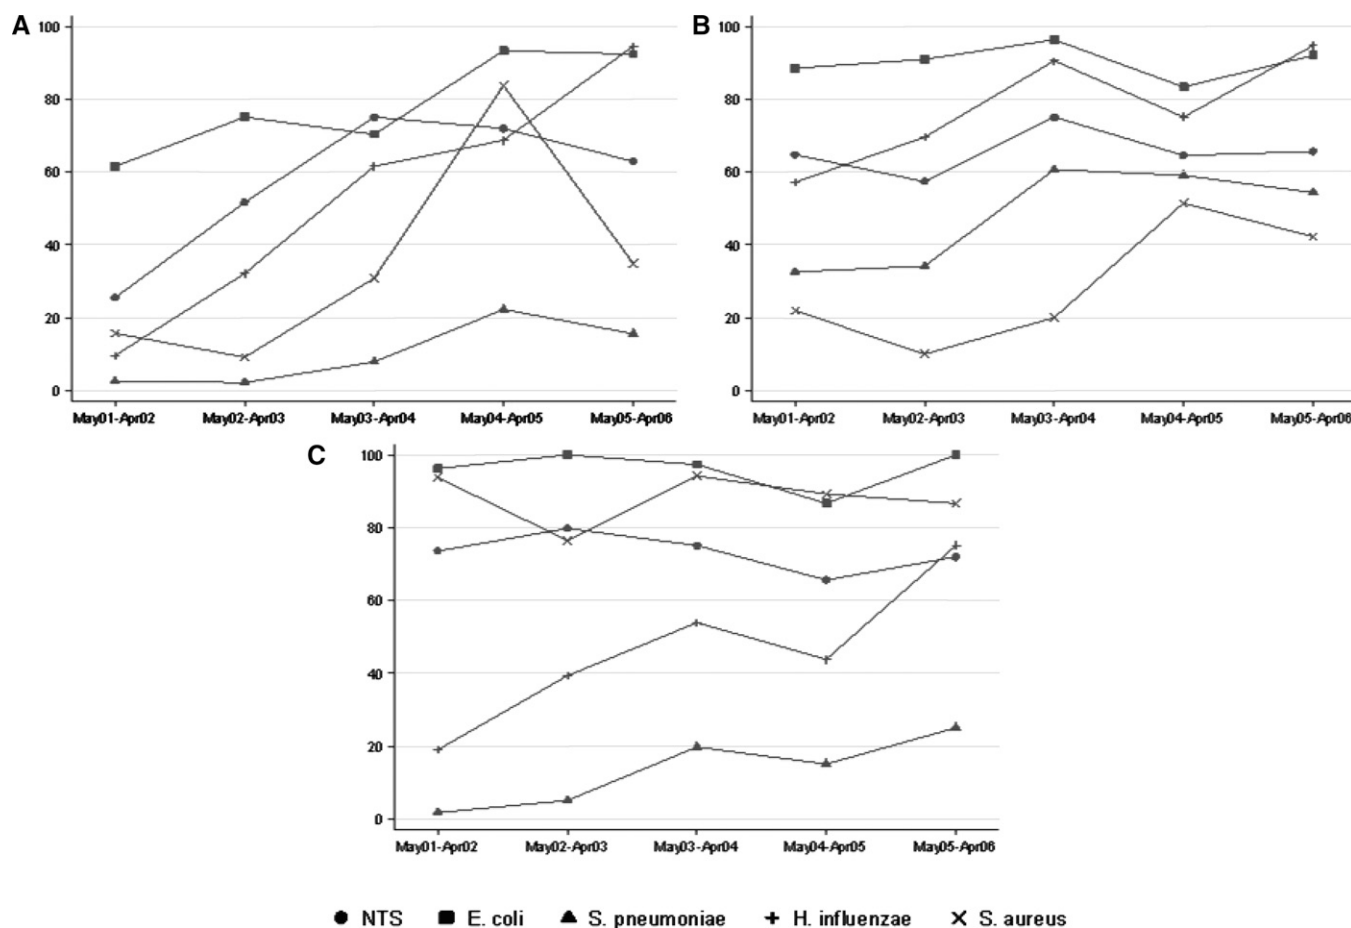 A
100
80
60
40
20
0
May01-Apr02 May02-Apr03 May03-Apr04 May04-Apr05 May05-Apr06
B
100
80
60
40
20
0
May01-Apr02 May02-Apr03 May03-Apr04 May04-Apr05 May05-Apr06
C
100
80
60
40
20
0
May01-Apr02 May02-Apr03 May03-Apr04 May04-Apr05 May05-Apr06
NTS E. coli S. pneumoniae H. influenzae S. aureus